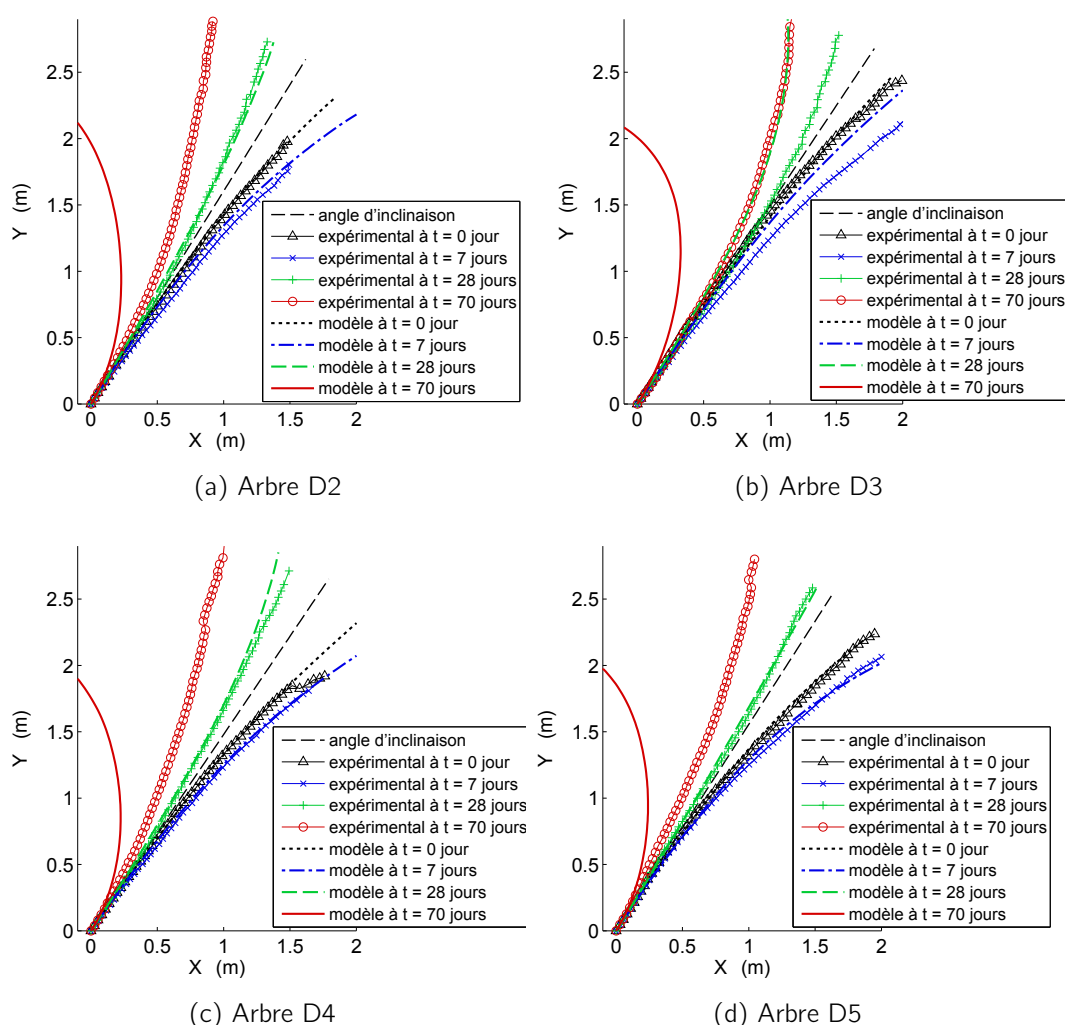 2.5
2
1.5
1
0.5
0
Y (m)
0 0.5 1 1.5 2
X (m)
angle d'inclinaison
expérimental à t = 0 jour
expérimental à t = 7 jours
expérimental à t = 28 jours
expérimental à t = 70 jours
modèle à t = 0 jour
modèle à t = 7 jours
modèle à t = 28 jours
modèle à t = 70 jours
(a) Arbre D2
2.5
2
1.5
1
0.5
0
Y (m)
0 0.5 1 1.5 2
X (m)
angle d'inclinaison
expérimental à t = 0 jour
expérimental à t = 7 jours
expérimental à t = 28 jours
expérimental à t = 70 jours
modèle à t = 0 jour
modèle à t = 7 jours
modèle à t = 28 jours
modèle à t = 70 jours
(b) Arbre D3
2.5
2
1.5
1
0.5
0
Y (m)
0 0.5 1 1.5 2
X (m)
angle d'inclinaison
expérimental à t = 0 jour
expérimental à t = 7 jours
expérimental à t = 28 jours
expérimental à t = 70 jours
modèle à t = 0 jour
modèle à t = 7 jours
modèle à t = 28 jours
modèle à t = 70 jours
(c) Arbre D4
2.5
2
1.5
1
0.5
0
Y (m)
0 0.5 1 1.5 2
X (m)
angle d'inclinaison
expérimental à t = 0 jour
expérimental à t = 7 jours
expérimental à t = 28 jours
expérimental à t = 70 jours
modèle à t = 0 jour
modèle à t = 7 jours
modèle à t = 28 jours
modèle à t = 70 jours
(d) Arbre D5